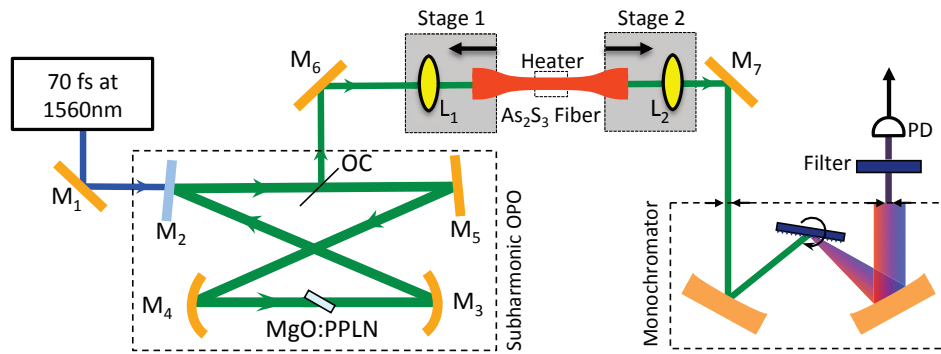 Stage 1
Stage 2
70 fs at
1560nm
M6
Heater
M7
L1
As2S3 Fiber
L2
PD
Filter
M1
OC
M2
M5
M4
M3
MgO:PPLN
Subharmonic OPO
Monochromator